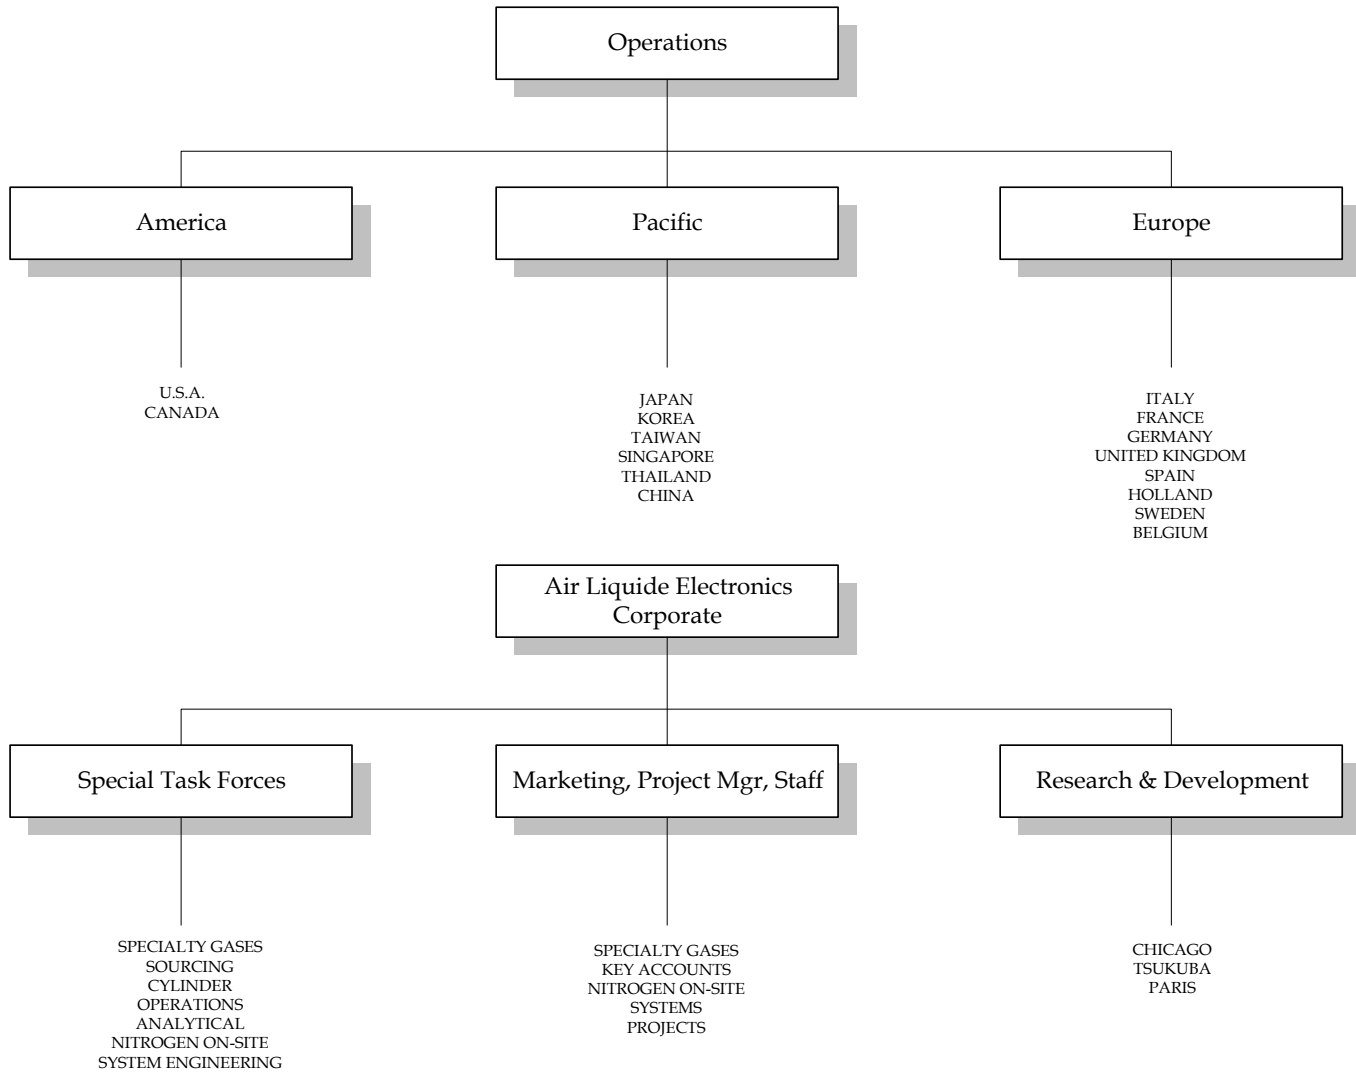 Operations
America
Pacific
Europe
U.S.A.
CANADA
JAPAN
KOREA
TAIWAN
SINGAPORE
THAILAND
CHINA
ITALY
FRANCE
GERMANY
UNITED KINGDOM
SPAIN
HOLLAND
SWEDEN
BELGIUM
Air Liquide Electronics
Corporate
Special Task Forces
Marketing, Project Mgr, Staff
Research & Development
SPECIALTY GASES
SOURCING
CYLINDER
OPERATIONS
ANALYTICAL
NITROGEN ON-SITE
SYSTEM ENGINEERING
SPECIALTY GASES
KEY ACCOUNTS
NITROGEN ON-SITE
SYSTEMS
PROJECTS
CHICAGO
TSUKUBA
PARIS